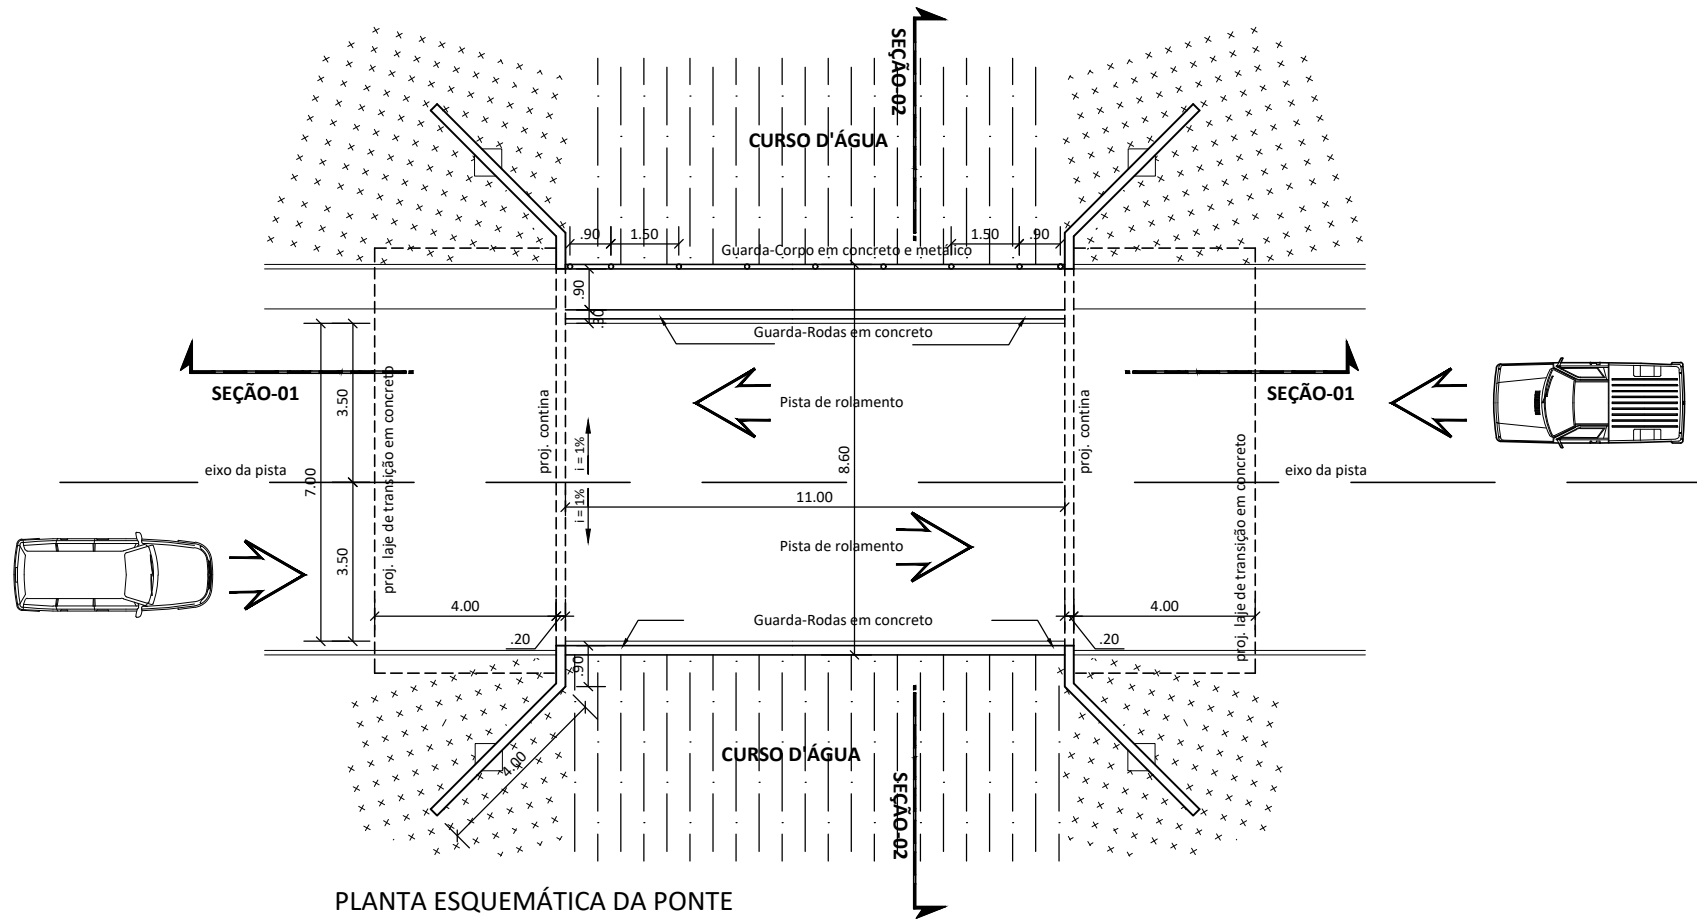 SEÇÃO-02
CURSO D'ÁGUA
.90
1.50
1.50
.90
Guarda-Corpo em concreto e metálico
.90
.30
Guarda-Rodas em concreto
SEÇÃO-01
SEÇÃO-01
3.50
proj. laje de transição em concreto
proj. contina
Pista de rolamento
proj. contina
i = 1%
8.60
eixo da pista
7.00
eixo da pista
11.00
i = 1%
proj. laje de transição em concreto
3.50
Pista de rolamento
4.00
4.00
Guarda-Rodas em concreto
.20
.20
.90
4.00
CURSO D'ÁGUA
SEÇÃO-02
PLANTA ESQUEMÁTICA DA PONTE